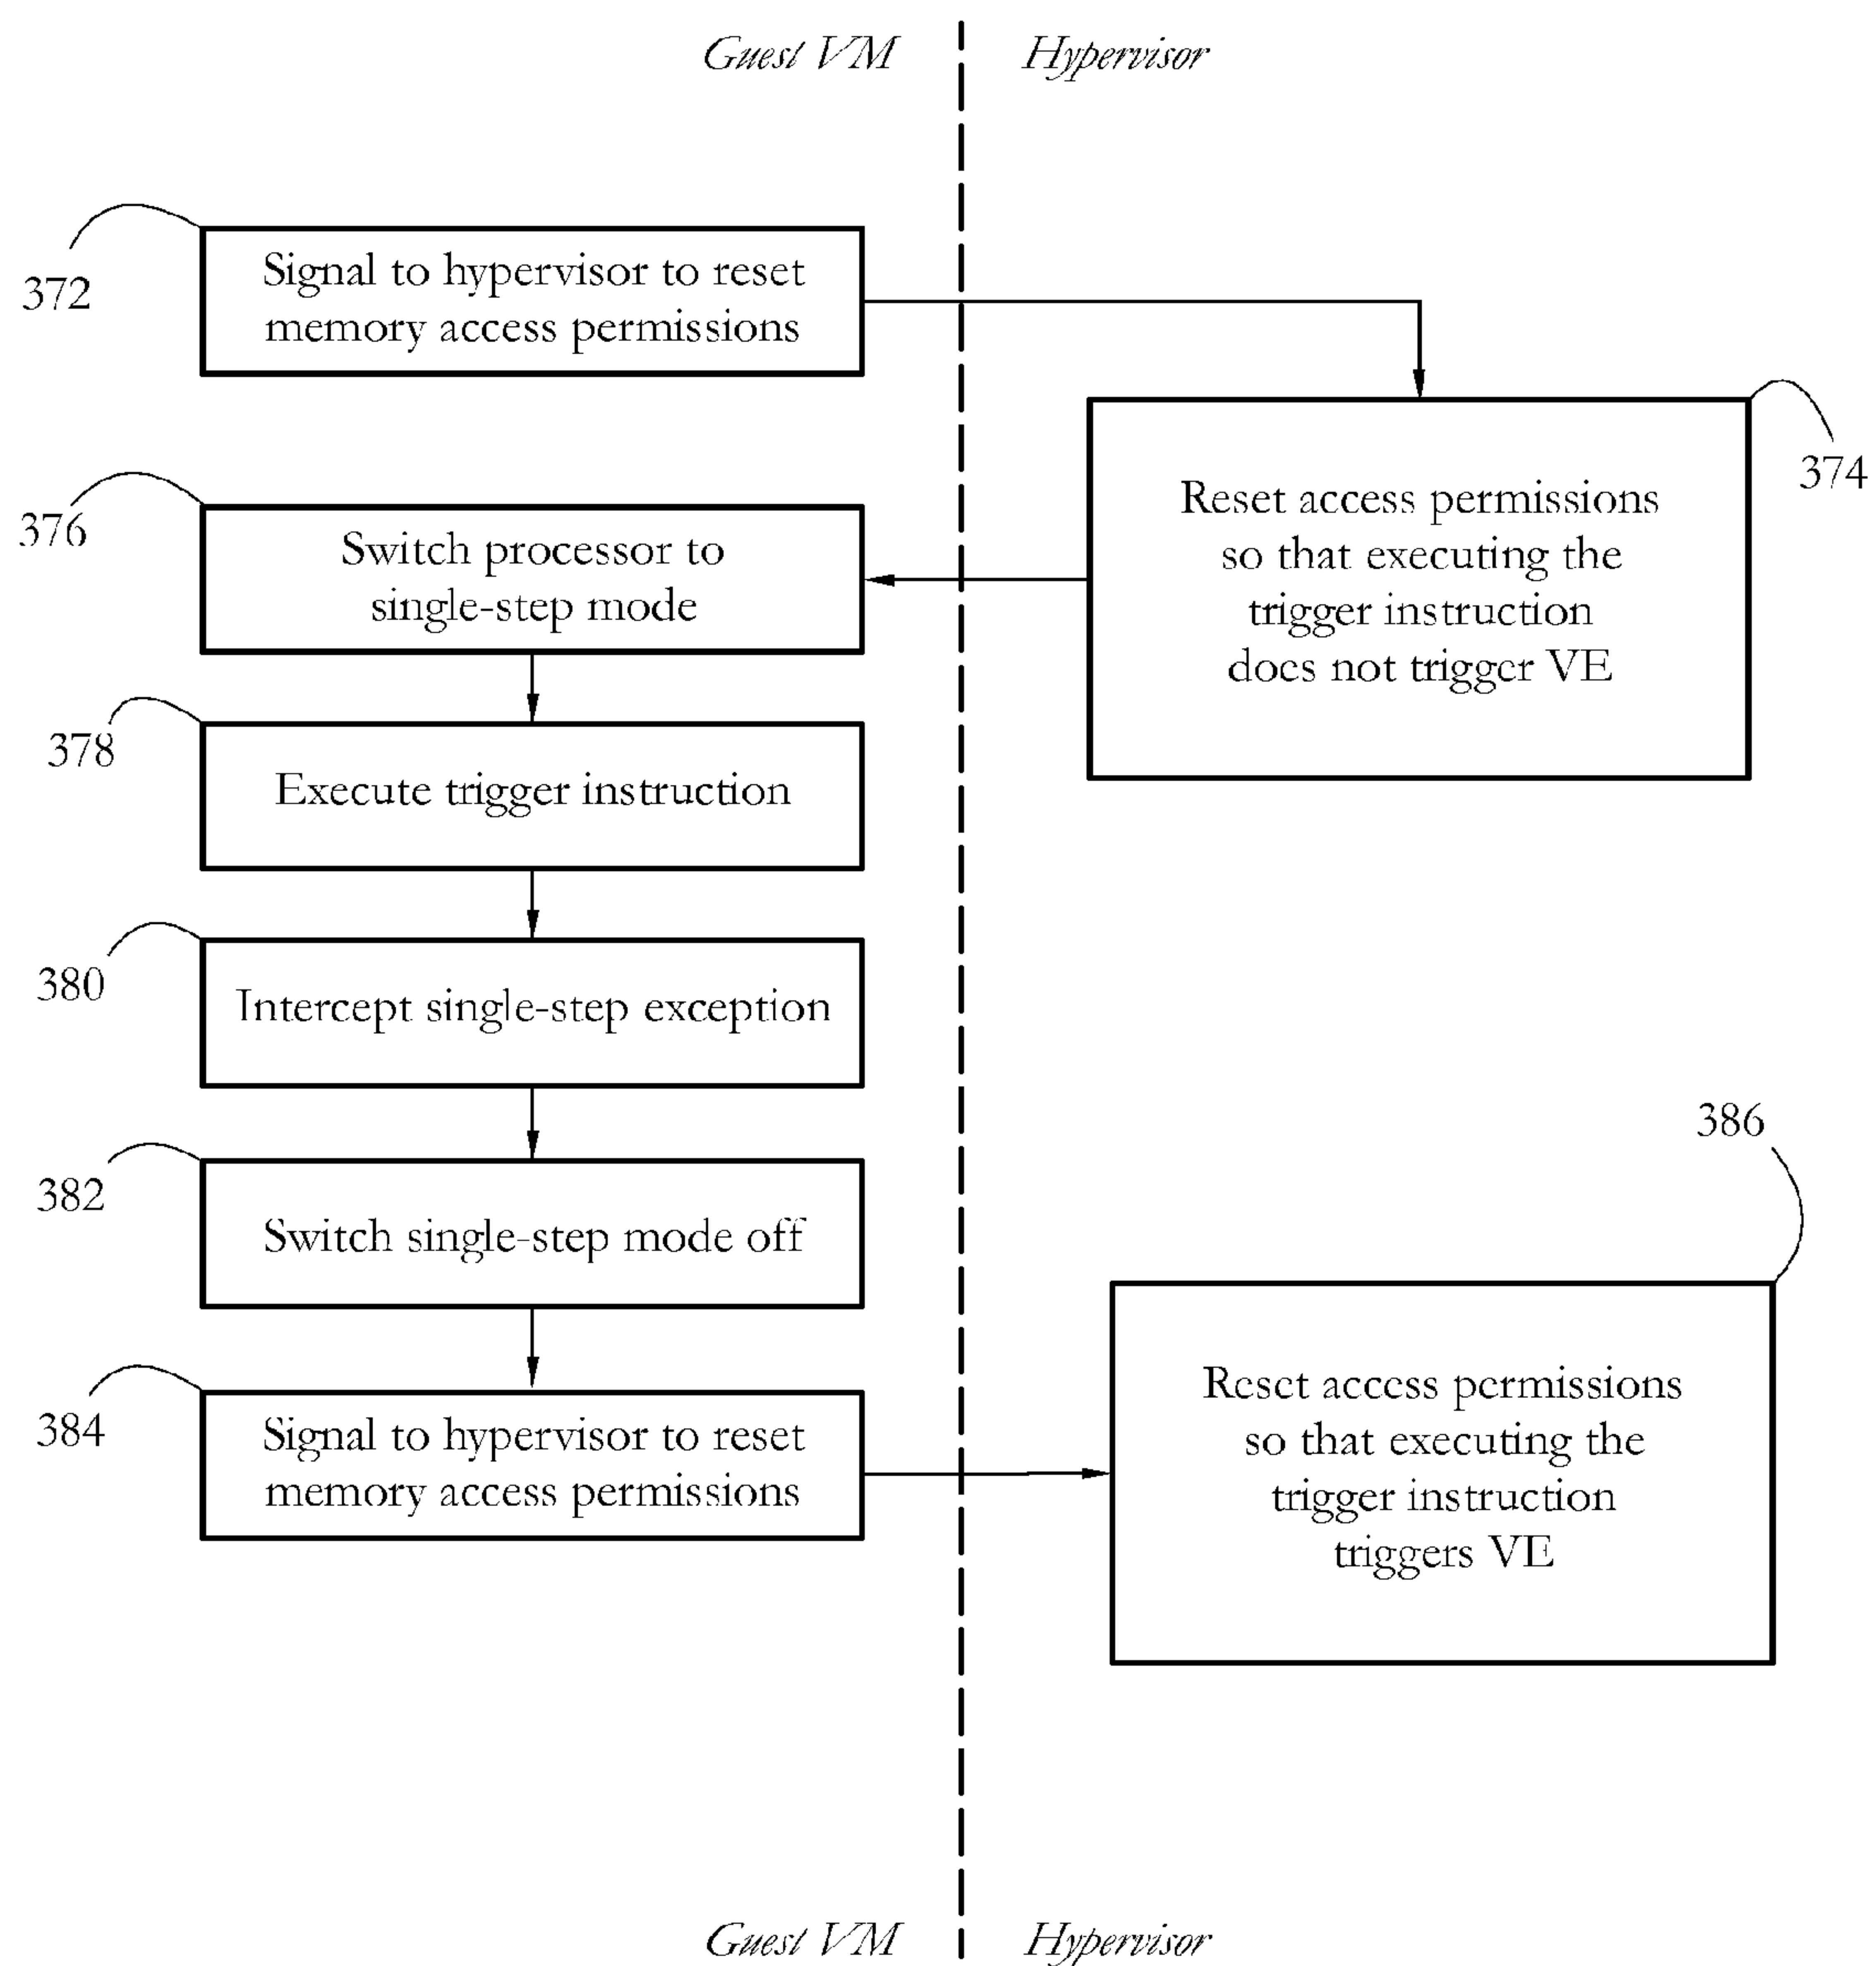 Guest VM
Hypervisor
372
Signal to hypervisor to reset
memory access permissions
374
Reset access permissions
so that executing the
trigger instruction
does not trigger VE
376
Switch processor to
single-step mode
378
Execute trigger instruction
380
Intercept single-step exception
382
Switch single-step mode off
384
Signal to hypervisor to reset
memory access permissions
386
Reset access permissions
so that executing the
trigger instruction
triggers VE
Guest VM
Hypervisor